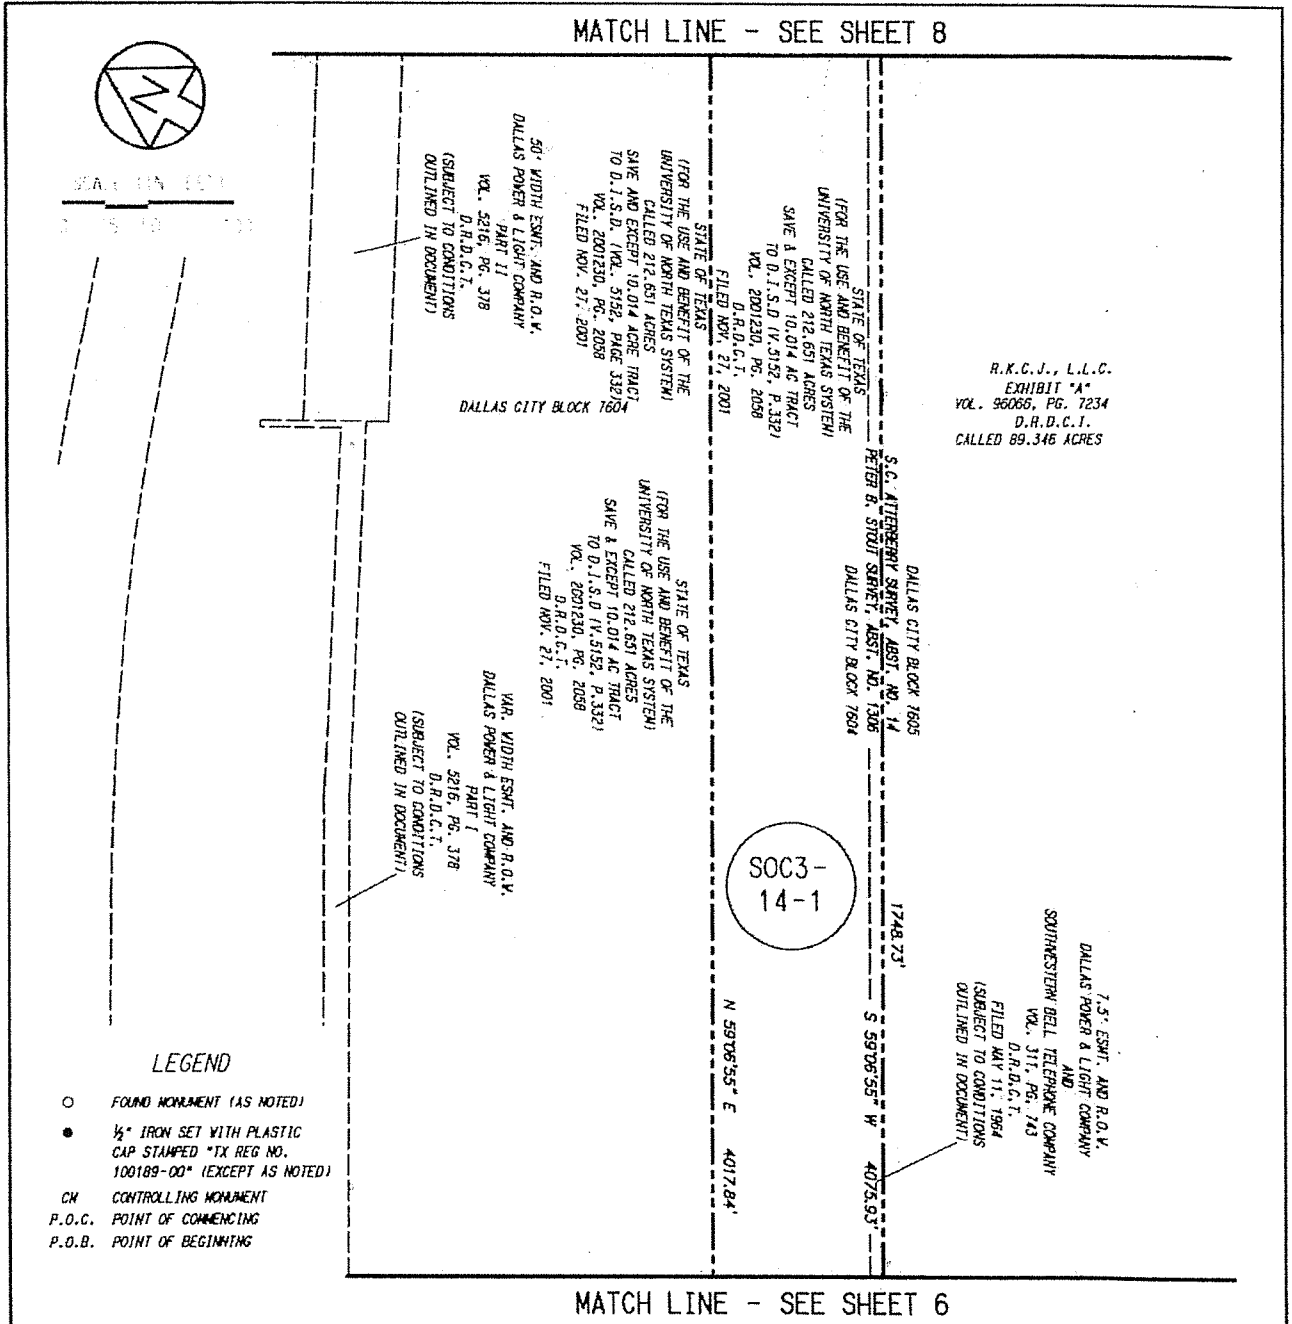 MATCH LINE - SEE SHEET 8
N
50' WIDTH ESMT. AND R.O.W.
DALLAS POWER & LIGHT COMPANY
PART II
VOL. 5216, PG. 378
D.R.D.C.T.
(SUBJECT TO CONDITIONS
OUTLINED IN DOCUMENT)
STATE OF TEXAS
(FOR THE USE AND BENEFIT OF THE
UNIVERSITY OF NORTH TEXAS SYSTEM)
CALLED 212.651 ACRES
SAVE AND EXCEPT 10.014 ACRE TRACT
TO D.I.S.D. (VOL. 5152, PAGE 332)
VOL. 2001230, PG. 2058
FILED NOV. 27, 2001
STATE OF TEXAS
(FOR THE USE AND BENEFIT OF THE
UNIVERSITY OF NORTH TEXAS SYSTEM)
CALLED 212.651 ACRES
SAVE & EXCEPT 10.014 AC TRACT
TO D.I.S.D (V.5152, P.332)
VOL. 2001230, PG. 2058
D.R.D.C.T.
FILED NOV. 27, 2001
R.K.C.J., L.L.C.
EXHIBIT "A"
VOL. 96066, PG. 7234
D.R.D.C.T.
CALLED 89.346 ACRES
DALLAS CITY BLOCK 7604
DALLAS CITY BLOCK 7605
S.C. ATTERBERRY SURVEY, ABST. NO. 14
PETER B. STOUT SURVEY, ABST. NO. 1306
DALLAS CITY BLOCK 7604
STATE OF TEXAS
(FOR THE USE AND BENEFIT OF THE
UNIVERSITY OF NORTH TEXAS SYSTEM)
CALLED 212.651 ACRES
SAVE & EXCEPT 10.014 AC TRACT
TO D.I.S.D (V.5152, P.332)
VOL. 2001230, PG. 2058
D.R.D.C.T.
FILED NOV. 27, 2001
VAR. WIDTH ESMT. AND R.O.W.
DALLAS POWER & LIGHT COMPANY
PART I
VOL. 5216, PG. 378
D.R.D.C.T.
(SUBJECT TO CONDITIONS
OUTLINED IN DOCUMENT)
SOC3-
14-1
1748.73'
7.5' ESMT. AND R.O.W.
DALLAS POWER & LIGHT COMPANY
AND
SOUTHWESTERN BELL TELEPHONE COMPANY
VOL. 311, PG. 743
D.R.D.C.T.
FILED MAY 11, 1964
(SUBJECT TO CONDITIONS
OUTLINED IN DOCUMENT)
N 59°06'55" E 4017.84'
S 59°06'55" W 4075.93'
LEGEND
FOUND MONUMENT (AS NOTED)
½" IRON SET WITH PLASTIC
CAP STAMPED "TX REG NO.
100189-00" (EXCEPT AS NOTED)
CM CONTROLLING MONUMENT
P.O.C. POINT OF COMMENCING
P.O.B. POINT OF BEGINNING
MATCH LINE - SEE SHEET 6